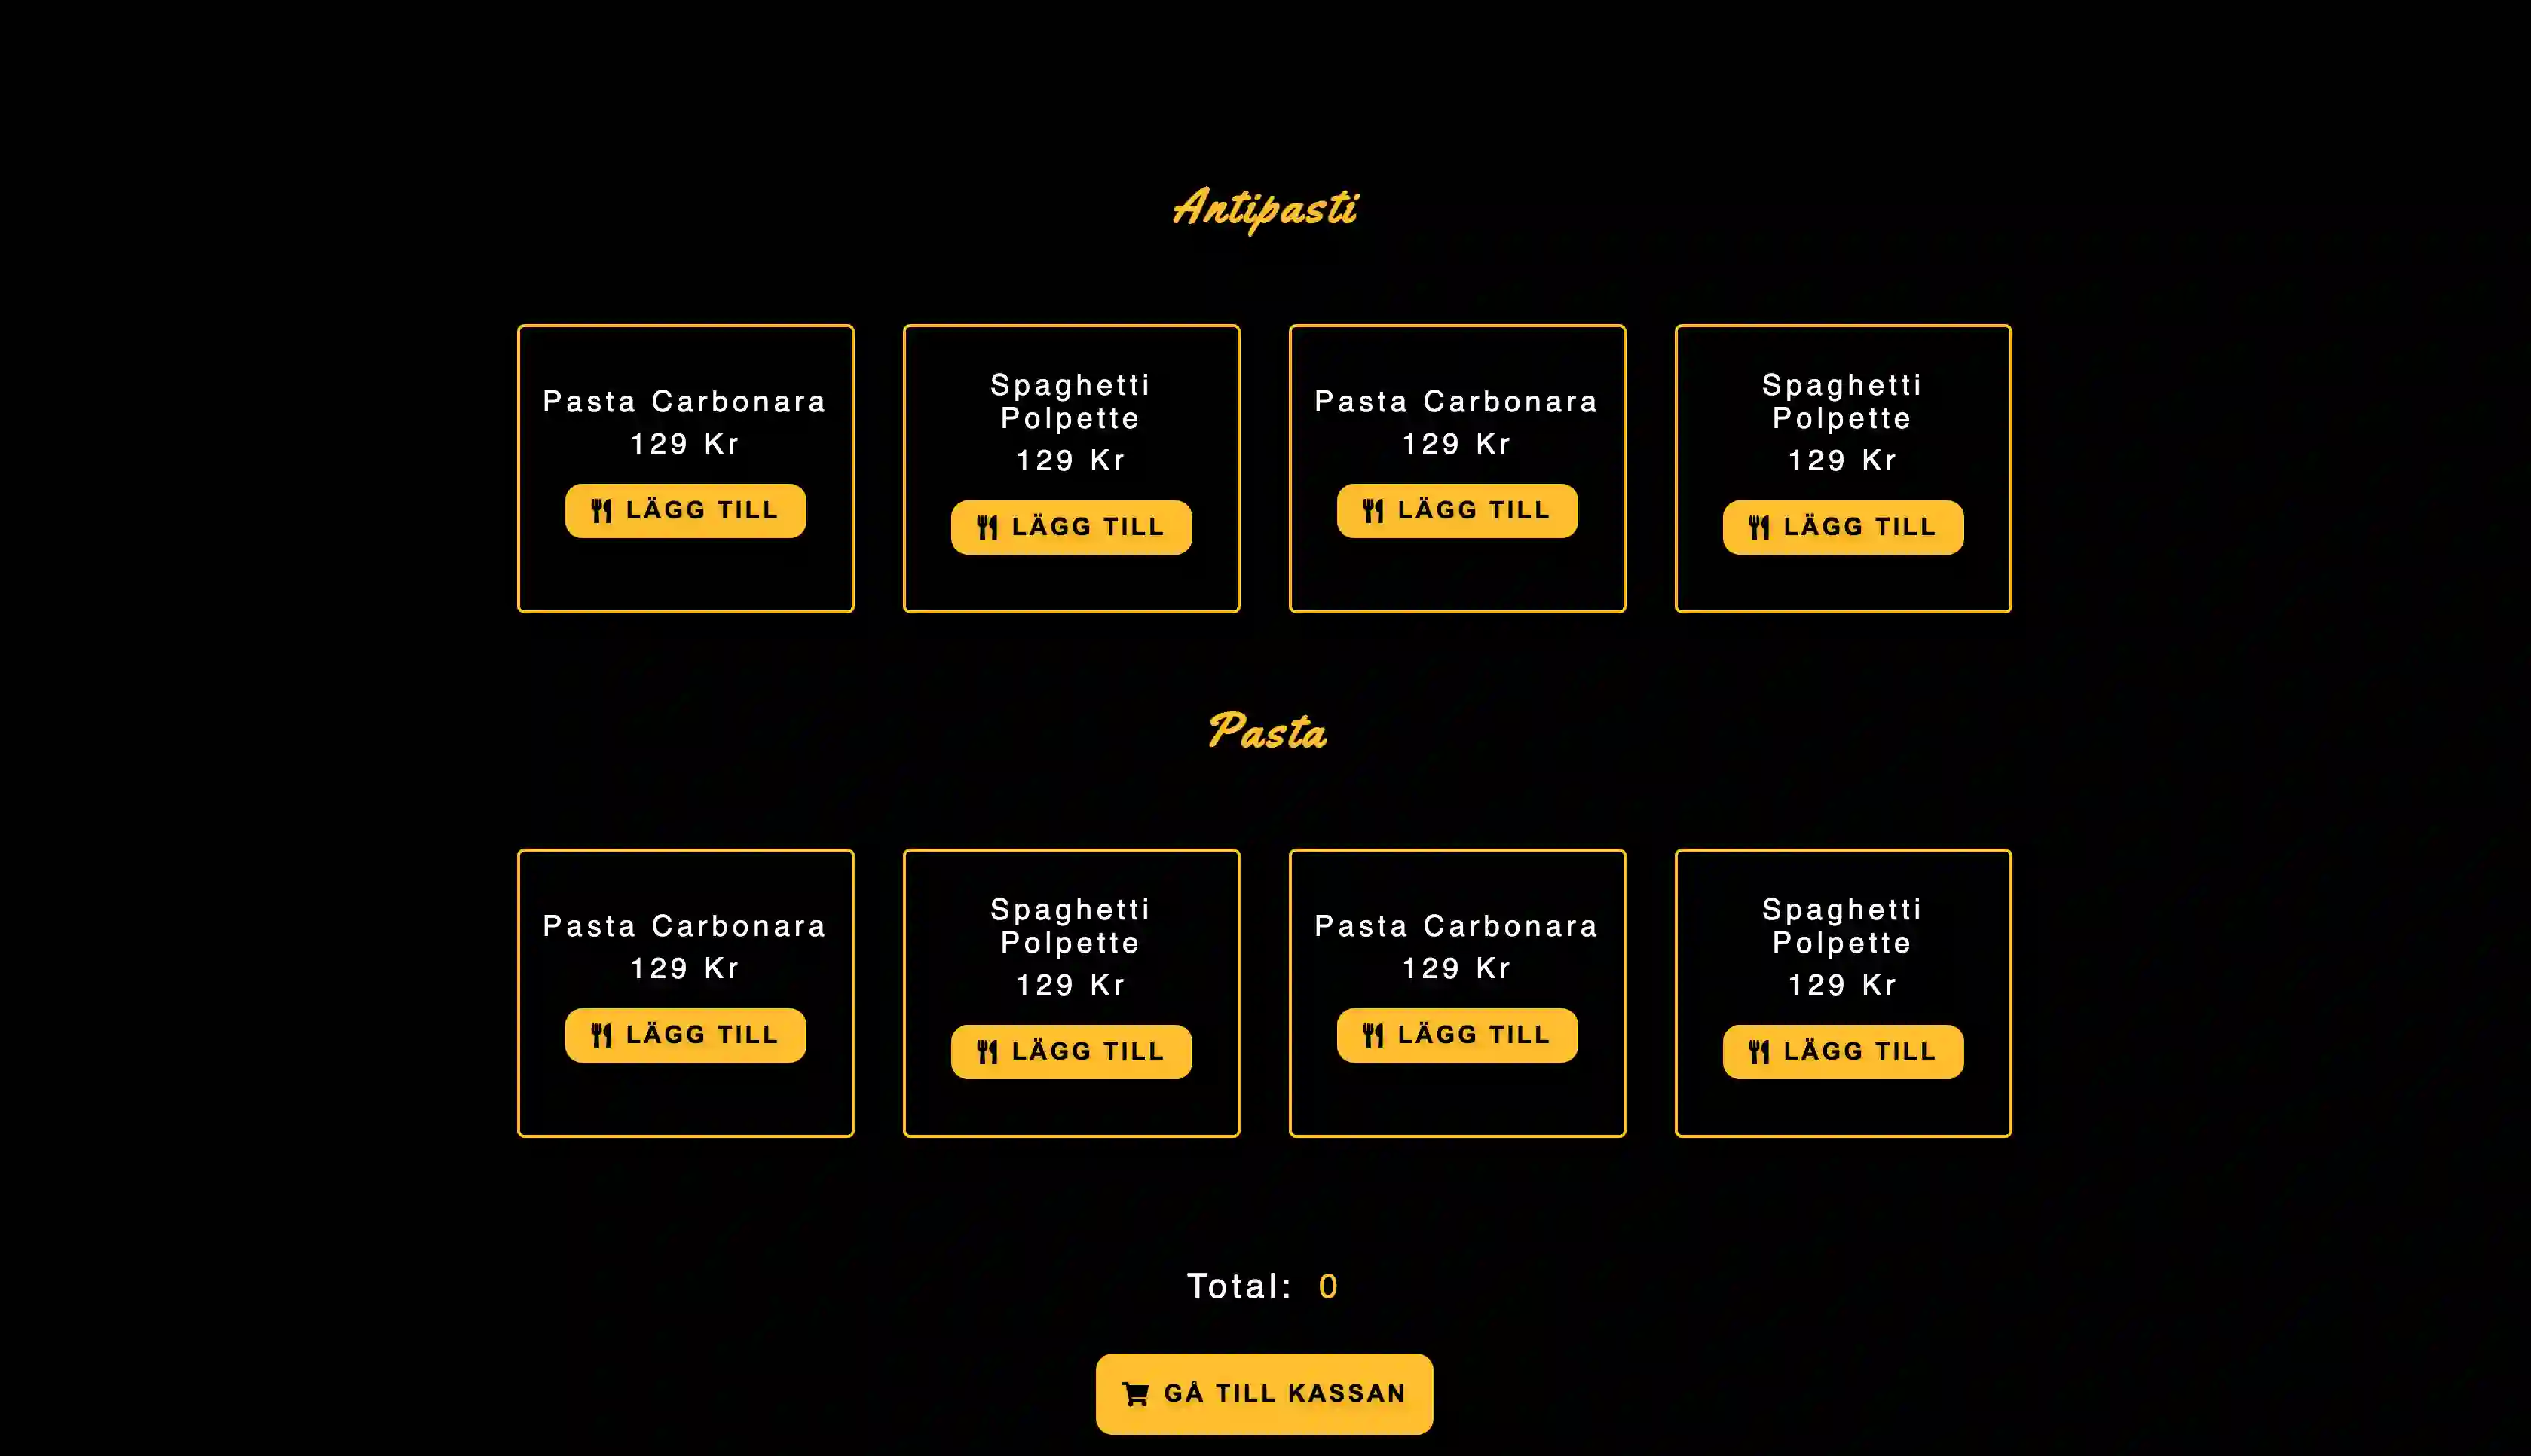 Antipasti
Pasta Carbonara
129 Kr
LÄGG TILL
Spaghetti
Polpette
129 Kr
LÄGG TILL
Pasta Carbonara
129 Kr
LÄGG TILL
Spaghetti
Polpette
129 Kr
LÄGG TILL
Pasta
Pasta Carbonara
129 Kr
LÄGG TILL
Spaghetti
Polpette
129 Kr
LÄGG TILL
Pasta Carbonara
129 Kr
LÄGG TILL
Spaghetti
Polpette
129 Kr
LÄGG TILL
Total: 0
GÅ TILL KASSAN